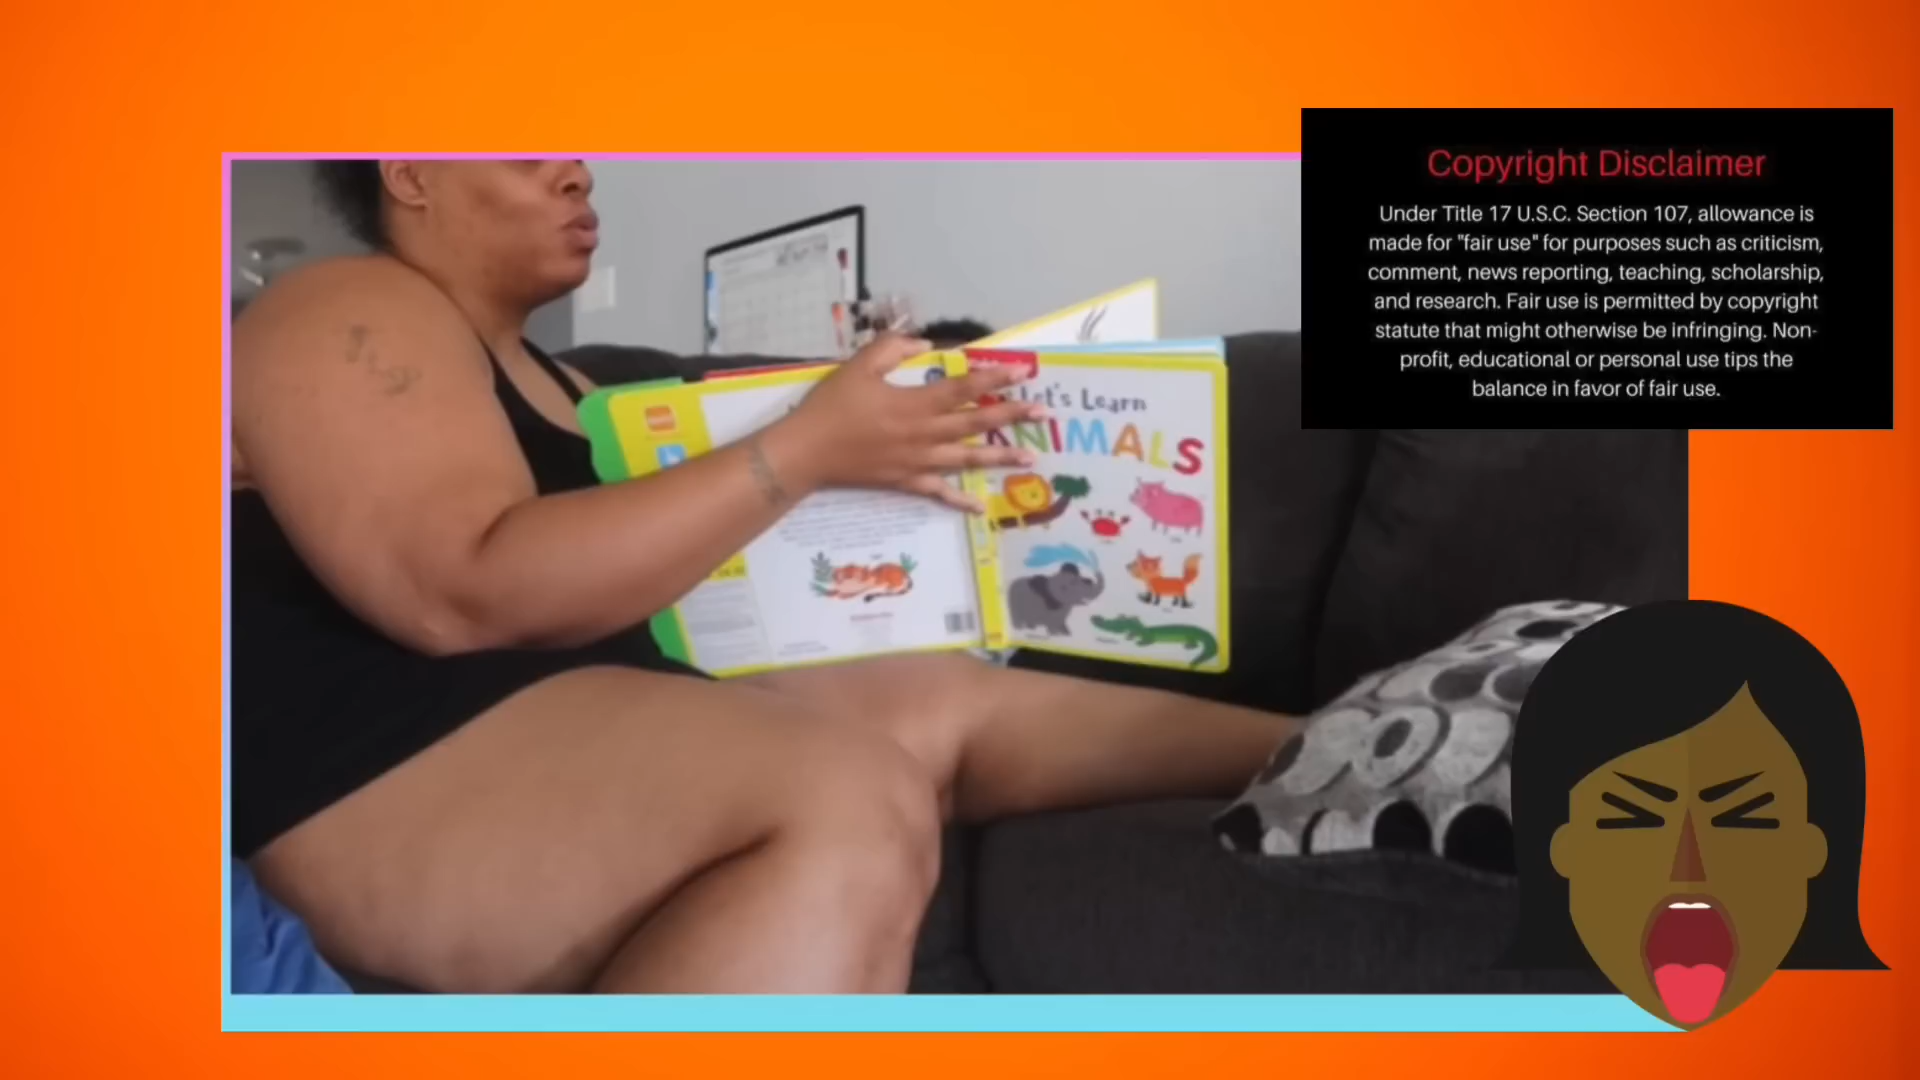 Copyright Disclaimer
Under Title 17 U.S.C. Section 107, allowance is
made for "fair use" for purposes such as criticism,
comment, news reporting, teaching, scholarship,
and research. Fair use is permitted by copyright
statute that might otherwise be infringing. Non-
profit, educational or personal use tips the
balance in favor of fair use.
Let's Learn
ANIMALS